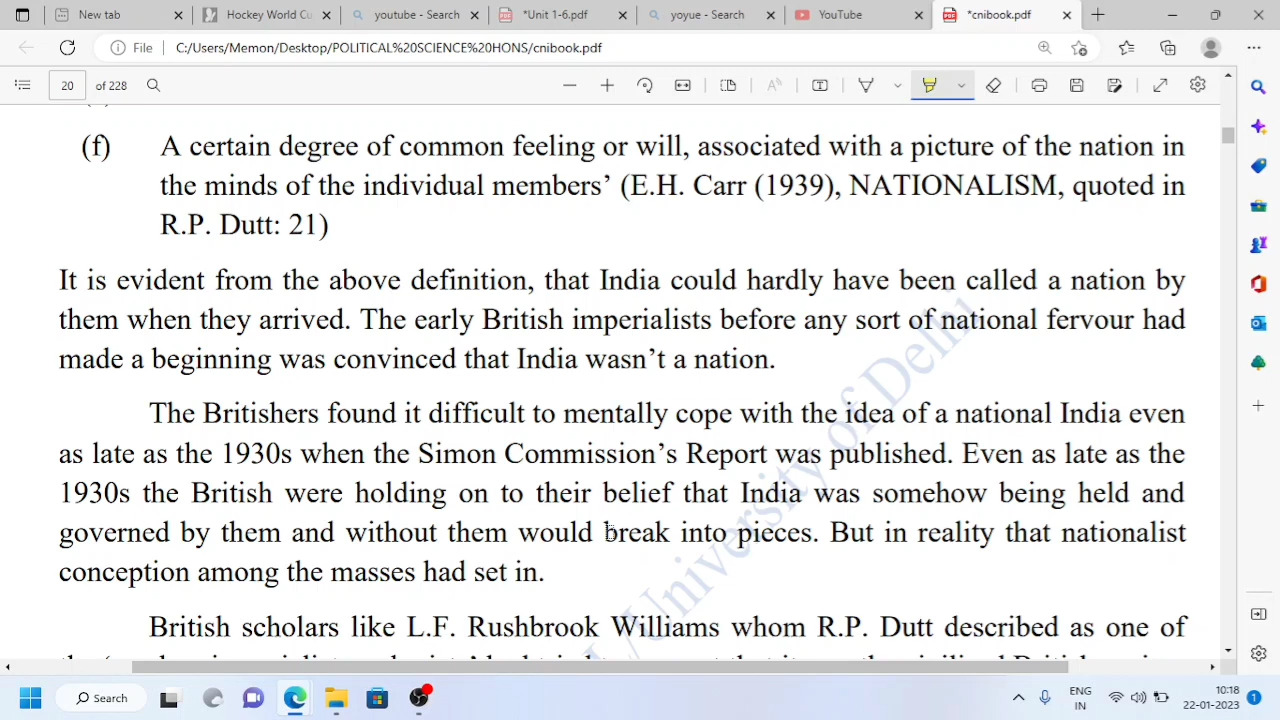 New tab
Hockey World Cu
youtube - Search
*Unit 1-6.pdf
yoyue - Search
YouTube
*cnibook.pdf
File
C:/Users/Memon/Desktop/POLITICAL%20SCIENCE%20HONS/cnibook.pdf
20 of 228
(f) A certain degree of common feeling or will, associated with a picture of the nation in
the minds of the individual members’ (E.H. Carr (1939), NATIONALISM, quoted in
R.P. Dutt: 21)
It is evident from the above definition, that India could hardly have been called a nation by
them when they arrived. The early British imperialists before any sort of national fervour had
made a beginning was convinced that India wasn’t a nation.
The Britishers found it difficult to mentally cope with the idea of a national India even
as late as the 1930s when the Simon Commission’s Report was published. Even as late as the
1930s the British were holding on to their belief that India was somehow being held and
governed by them and without them would break into pieces. But in reality that nationalist
conception among the masses had set in.
British scholars like L.F. Rushbrook Williams whom R.P. Dutt described as one of
/University of Delhi
Search
ENG
IN
10:18
22-01-2023
1